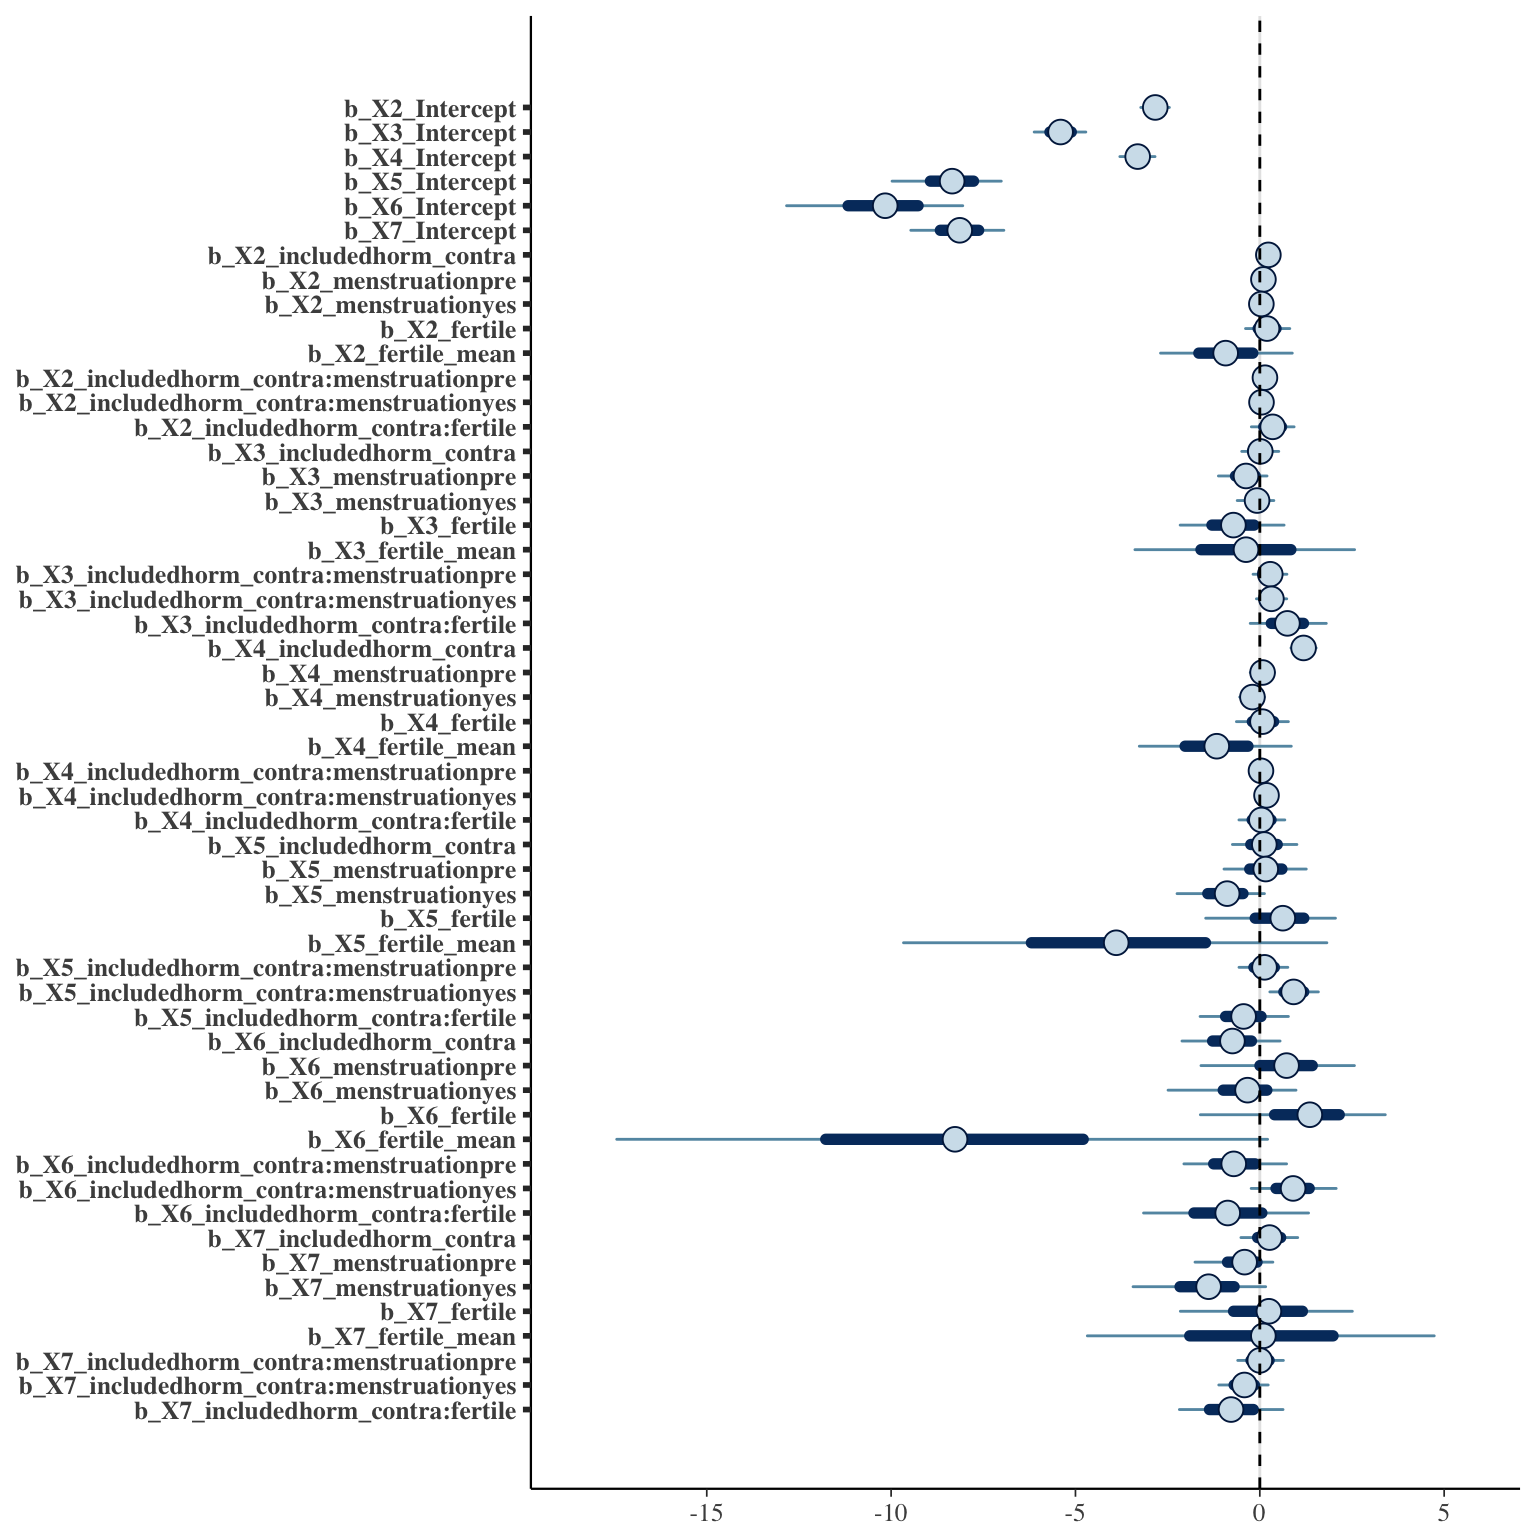 b_X2_Intercept
b_X3_Intercept
b_X4_Intercept
b_X5_Intercept
b_X6_Intercept
b_X7_Intercept
b_X2_includedhorm_contra
b_X2_menstruationpre
b_X2_menstruationyes
b_X2_fertile
b_X2_fertile_mean
b_X2_includedhorm_contra:menstruationpre
b_X2_includedhorm_contra:menstruationyes
b_X2_includedhorm_contra:fertile
b_X3_includedhorm_contra
b_X3_menstruationpre
b_X3_menstruationyes
b_X3_fertile
b_X3_fertile_mean
b_X3_includedhorm_contra:menstruationpre
b_X3_includedhorm_contra:menstruationyes
b_X3_includedhorm_contra:fertile
b_X4_includedhorm_contra
b_X4_menstruationpre
b_X4_menstruationyes
b_X4_fertile
b_X4_fertile_mean
b_X4_includedhorm_contra:menstruationpre
b_X4_includedhorm_contra:menstruationyes
b_X4_includedhorm_contra:fertile
b_X5_includedhorm_contra
b_X5_menstruationpre
b_X5_menstruationyes
b_X5_fertile
b_X5_fertile_mean
b_X5_includedhorm_contra:menstruationpre
b_X5_includedhorm_contra:menstruationyes
b_X5_includedhorm_contra:fertile
b_X6_includedhorm_contra
b_X6_menstruationpre
b_X6_menstruationyes
b_X6_fertile
b_X6_fertile_mean
b_X6_includedhorm_contra:menstruationpre
b_X6_includedhorm_contra:menstruationyes
b_X6_includedhorm_contra:fertile
b_X7_includedhorm_contra
b_X7_menstruationpre
b_X7_menstruationyes
b_X7_fertile
b_X7_fertile_mean
b_X7_includedhorm_contra:menstruationpre
b_X7_includedhorm_contra:menstruationyes
b_X7_includedhorm_contra:fertile
-15 -10 -5 0 5